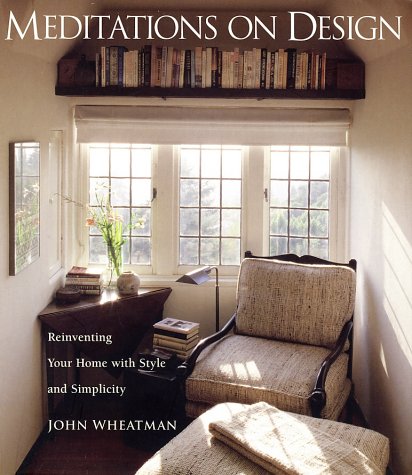 MEDITATIONS ON DESIGN
Reinventing
Your Home with Style
and Simplicity
JOHN WHEATMAN